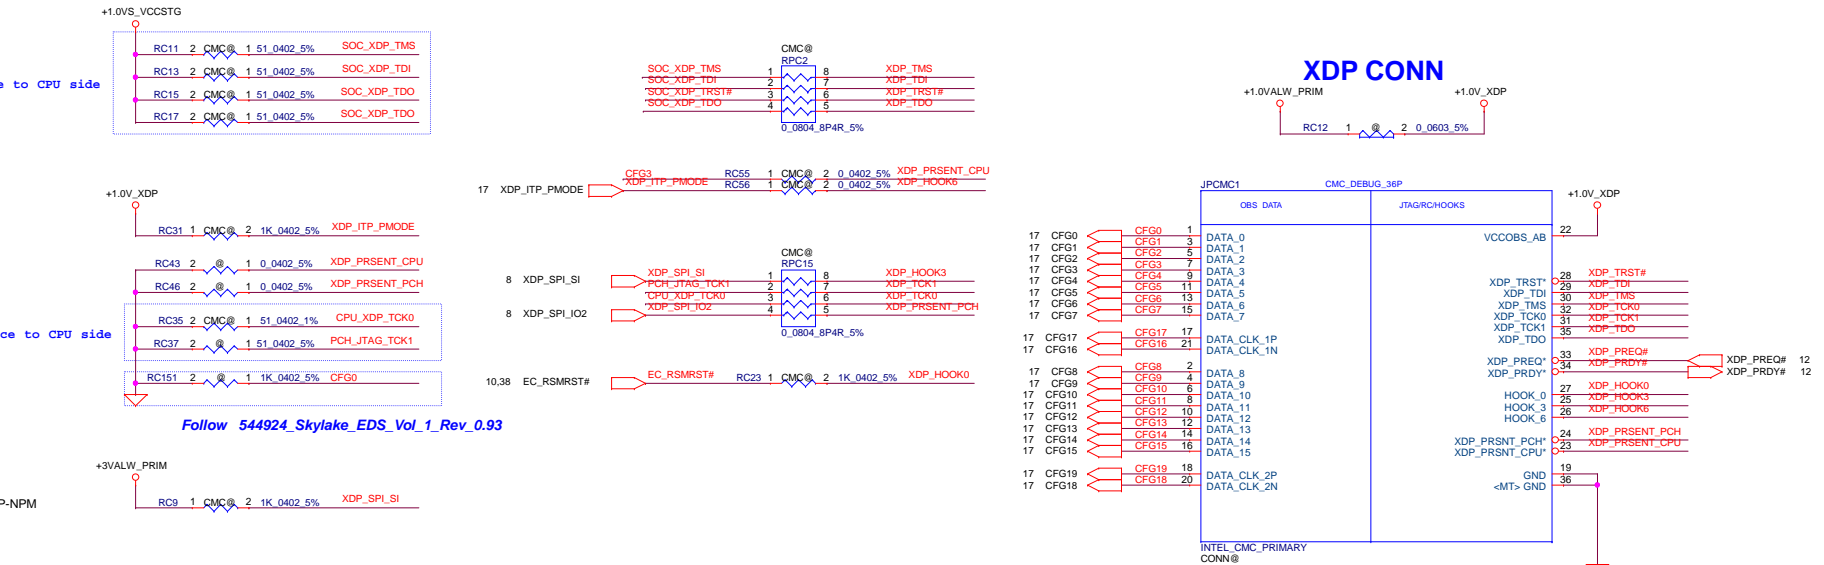 +1.0VS_VCCSTG
RC11 2 CMC@ 1 51_0402_5% SOC_XDP_TMS
RC13 2 CMC@ 1 51_0402_5% SOC_XDP_TDI
e to CPU side
RC15 2 CMC@ 1 51_0402_5% SOC_XDP_TDO
RC17 2 CMC@ 1 51_0402_5% SOC_XDP_TDO
+1.0V_XDP
RC31 1 CMC@ 2 1K_0402_5% XDP_ITP_PMODE
RC43 2 @ 1 0_0402_5% XDP_PRSENT_CPU
RC46 2 @ 1 0_0402_5% XDP_PRSENT_PCH
RC35 2 CMC@ 1 51_0402_1% CPU_XDP_TCK0
ce to CPU side
RC37 2 @ 1 51_0402_5% PCH_JTAG_TCK1
RC151 2 @ 1 1K_0402_5% CFG0
Follow 544924_Skylake_EDS_Vol_1_Rev_0.93
+3VALW_PRIM
RC9 1 CMC@ 2 1K_0402_5% XDP_SPI_SI
P-NPM
CMC@
RPC2
SOC_XDP_TMS 1 8 XDP_TMS
SOC_XDP_TDI 2 7 XDP_TDI
SOC_XDP_TRST# 3 6 XDP_TRST#
SOC_XDP_TDO 4 5 XDP_TDO
0_0804_8P4R_5%
CFG3 RC55 1 CMC@ 2 0_0402_5% XDP_PRSENT_CPU
17 XDP_ITP_PMODE XDP_ITP_PMODE RC56 1 CMC@ 2 0_0402_5% XDP_HOOK6
CMC@
RPC15
8 XDP_SPI_SI XDP_SPI_SI 1 8 XDP_HOOK3
PCH_JTAG_TCK1 2 7 XDP_TCK1
CPU_XDP_TCK0 3 6 XDP_TCK0
8 XDP_SPI_IO2 XDP_SPI_IO2 4 5 XDP_PRSENT_PCH
0_0804_8P4R_5%
10,38 EC_RSMRST# EC_RSMRST# RC23 1 CMC@ 2 1K_0402_5% XDP_HOOK0
XDP CONN
+1.0VALW_PRIM +1.0V_XDP
RC12 1 @ 2 0_0603_5%
JPCMC1 CMC_DEBUG_36P
+1.0V_XDP
OBS DATA JTAG/RC/HOOKS
17 CFG0 CFG0 1 DATA_0
17 CFG1 CFG1 3 DATA_1
17 CFG2 CFG2 5 DATA_2
17 CFG3 CFG3 7 DATA_3
17 CFG4 CFG4 9 DATA_4
17 CFG5 CFG5 11 DATA_5
17 CFG6 CFG6 13 DATA_6
17 CFG7 CFG7 15 DATA_7
17 CFG17 CFG17 17 DATA_CLK_1P
17 CFG16 CFG16 21 DATA_CLK_1N
17 CFG8 CFG8 2 DATA_8
17 CFG9 CFG9 4 DATA_9
17 CFG10 CFG10 6 DATA_10
17 CFG11 CFG11 8 DATA_11
17 CFG12 CFG12 10 DATA_12
17 CFG13 CFG13 12 DATA_13
17 CFG14 CFG14 14 DATA_14
17 CFG15 CFG15 16 DATA_15
17 CFG19 CFG19 18 DATA_CLK_2P
17 CFG18 CFG18 20 DATA_CLK_2N
VCCOBS_AB 22
XDP_TRST* 28 XDP_TRST#
XDP_TDI 29 XDP_TDI
XDP_TMS 30 XDP_TMS
XDP_TCK0 32 XDP_TCK0
XDP_TCK1 31 XDP_TCK1
XDP_TDO 35 XDP_TDO
XDP_PREQ* 33 XDP_PREQ# XDP_PREQ# 12
XDP_PRDY* 34 XDP_PRDY# XDP_PRDY# 12
HOOK_0 27 XDP_HOOK0
HOOK_3 25 XDP_HOOK3
HOOK_6 26 XDP_HOOK6
XDP_PRSNT_PCH* 24 XDP_PRSENT_PCH
XDP_PRSNT_CPU* 23 XDP_PRSENT_CPU
GND 19
<MT> GND 36
INTEL_CMC_PRIMARY
CONN@